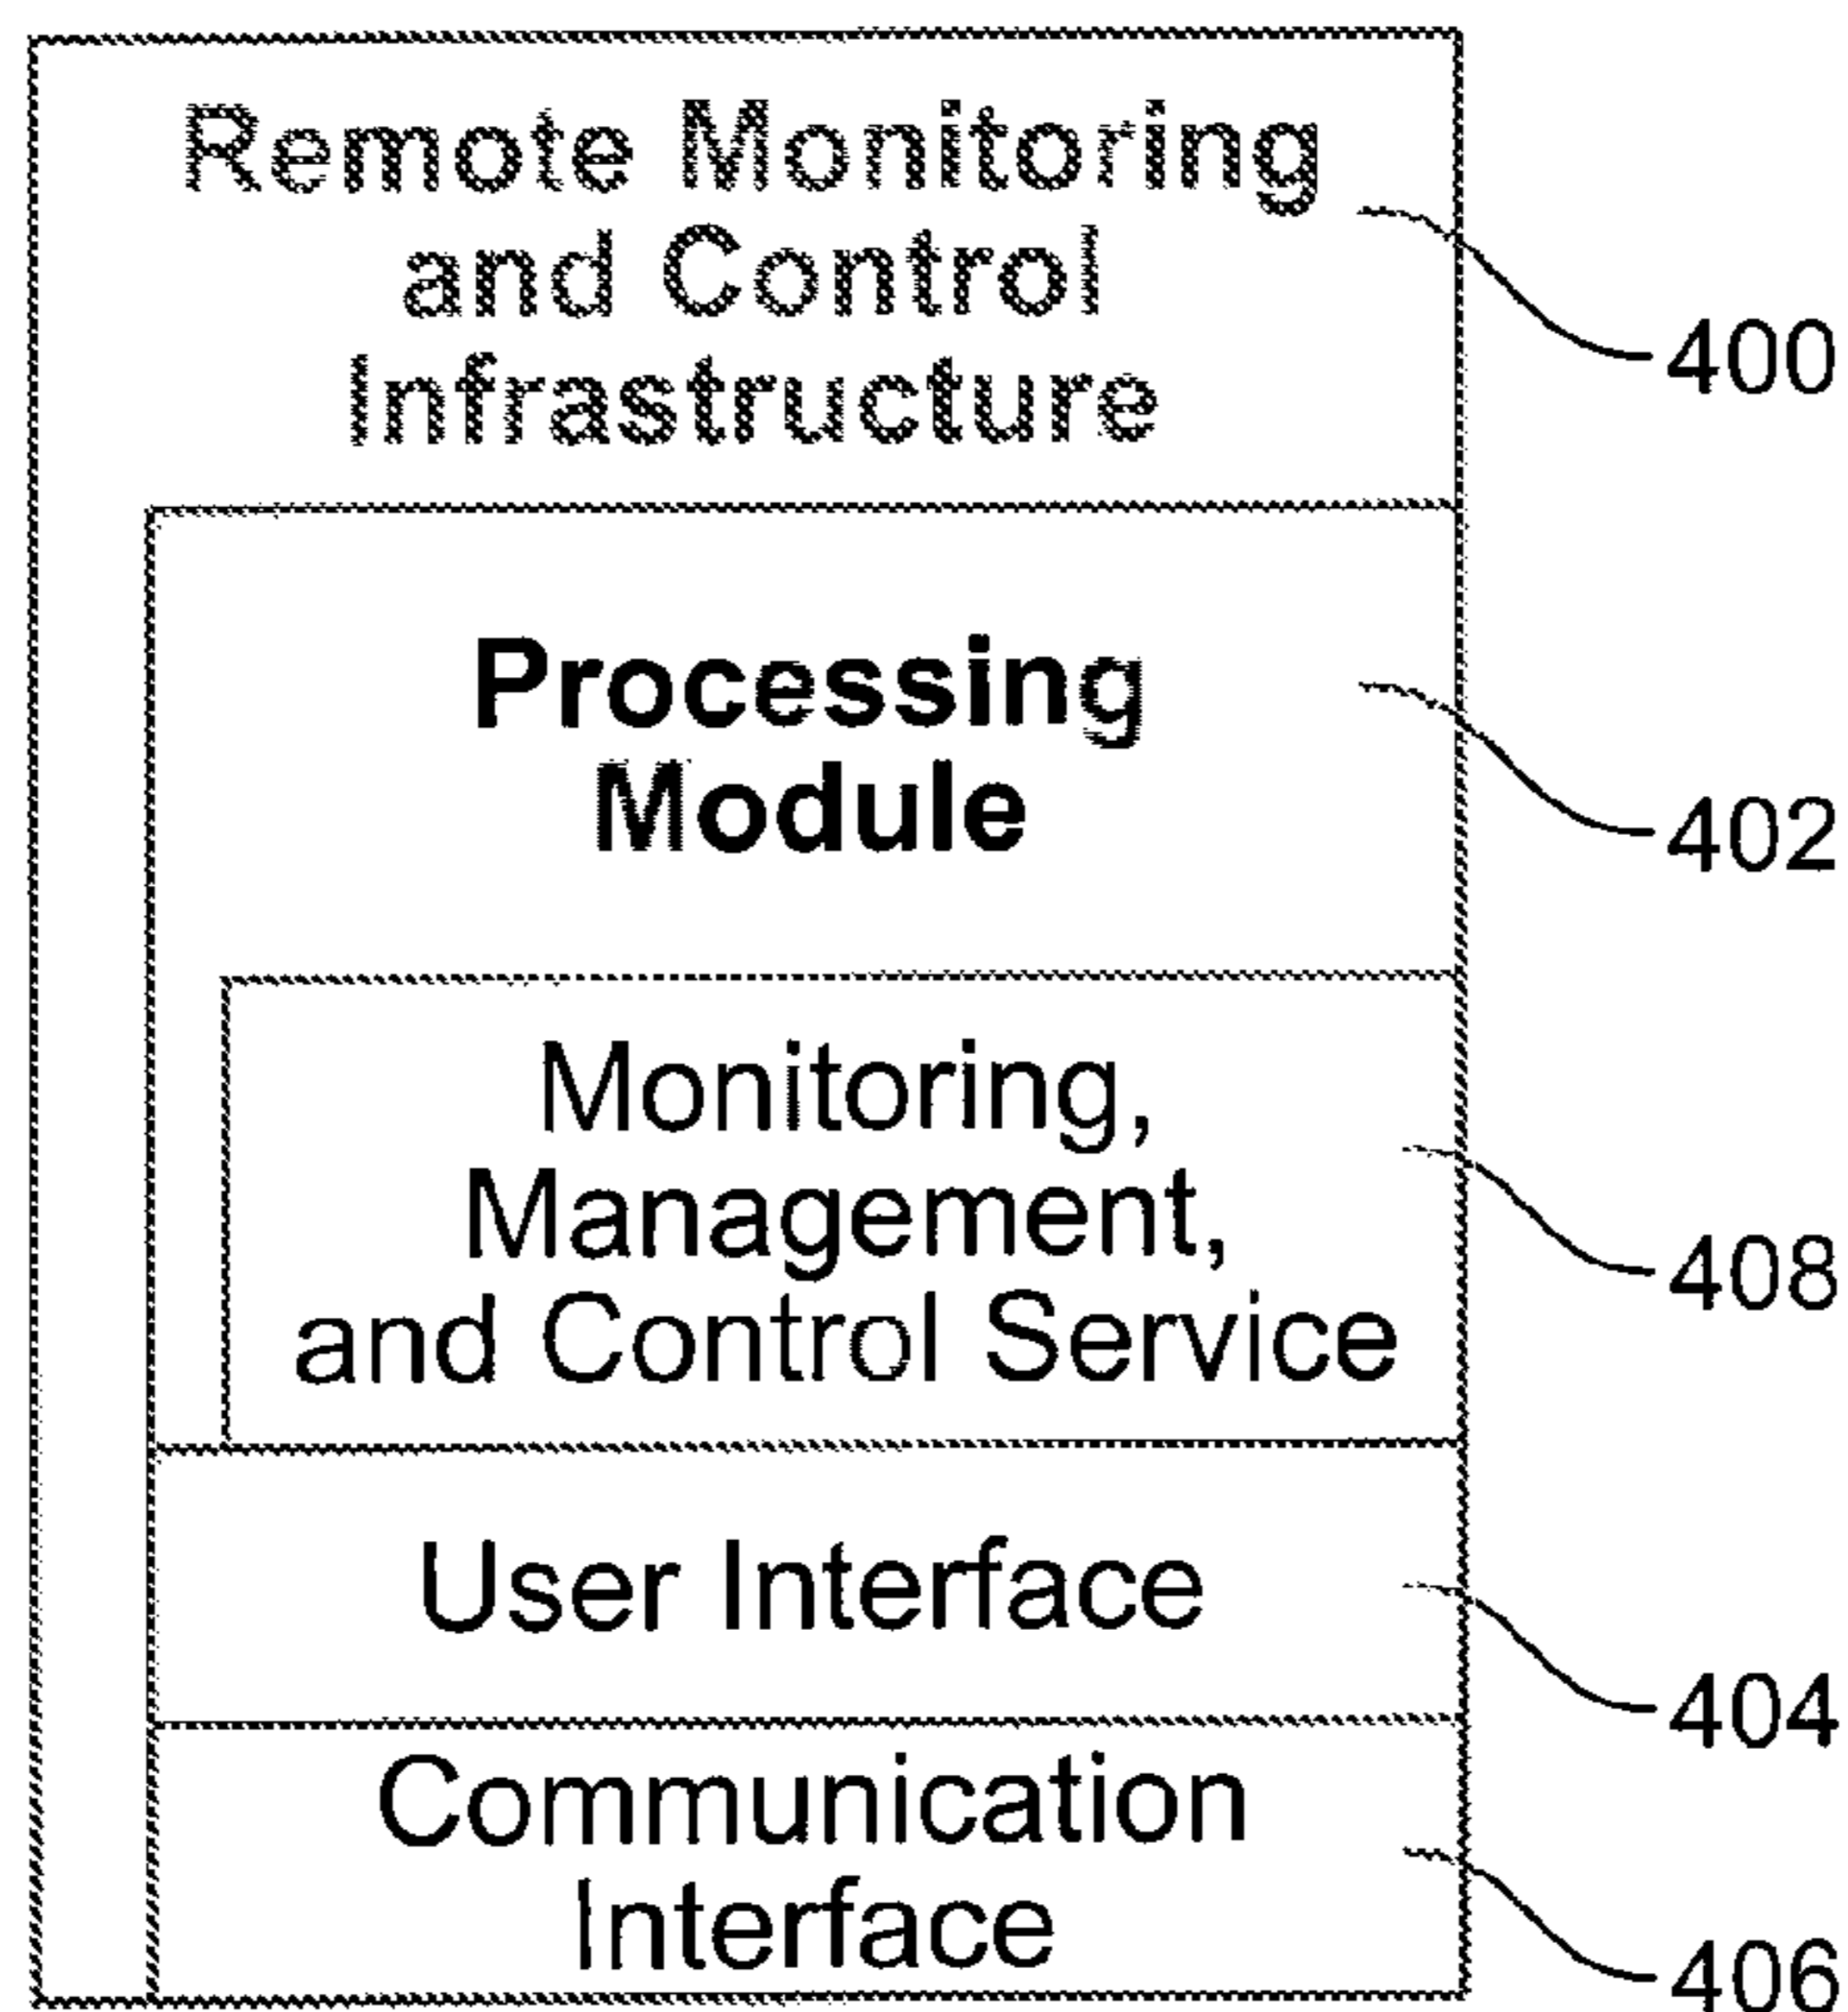 Remote Monitoring
and Control
Infrastructure
400
Processing
Module
402
Monitoring,
Management,
and Control Service
408
User Interface
404
Communication
Interface
406